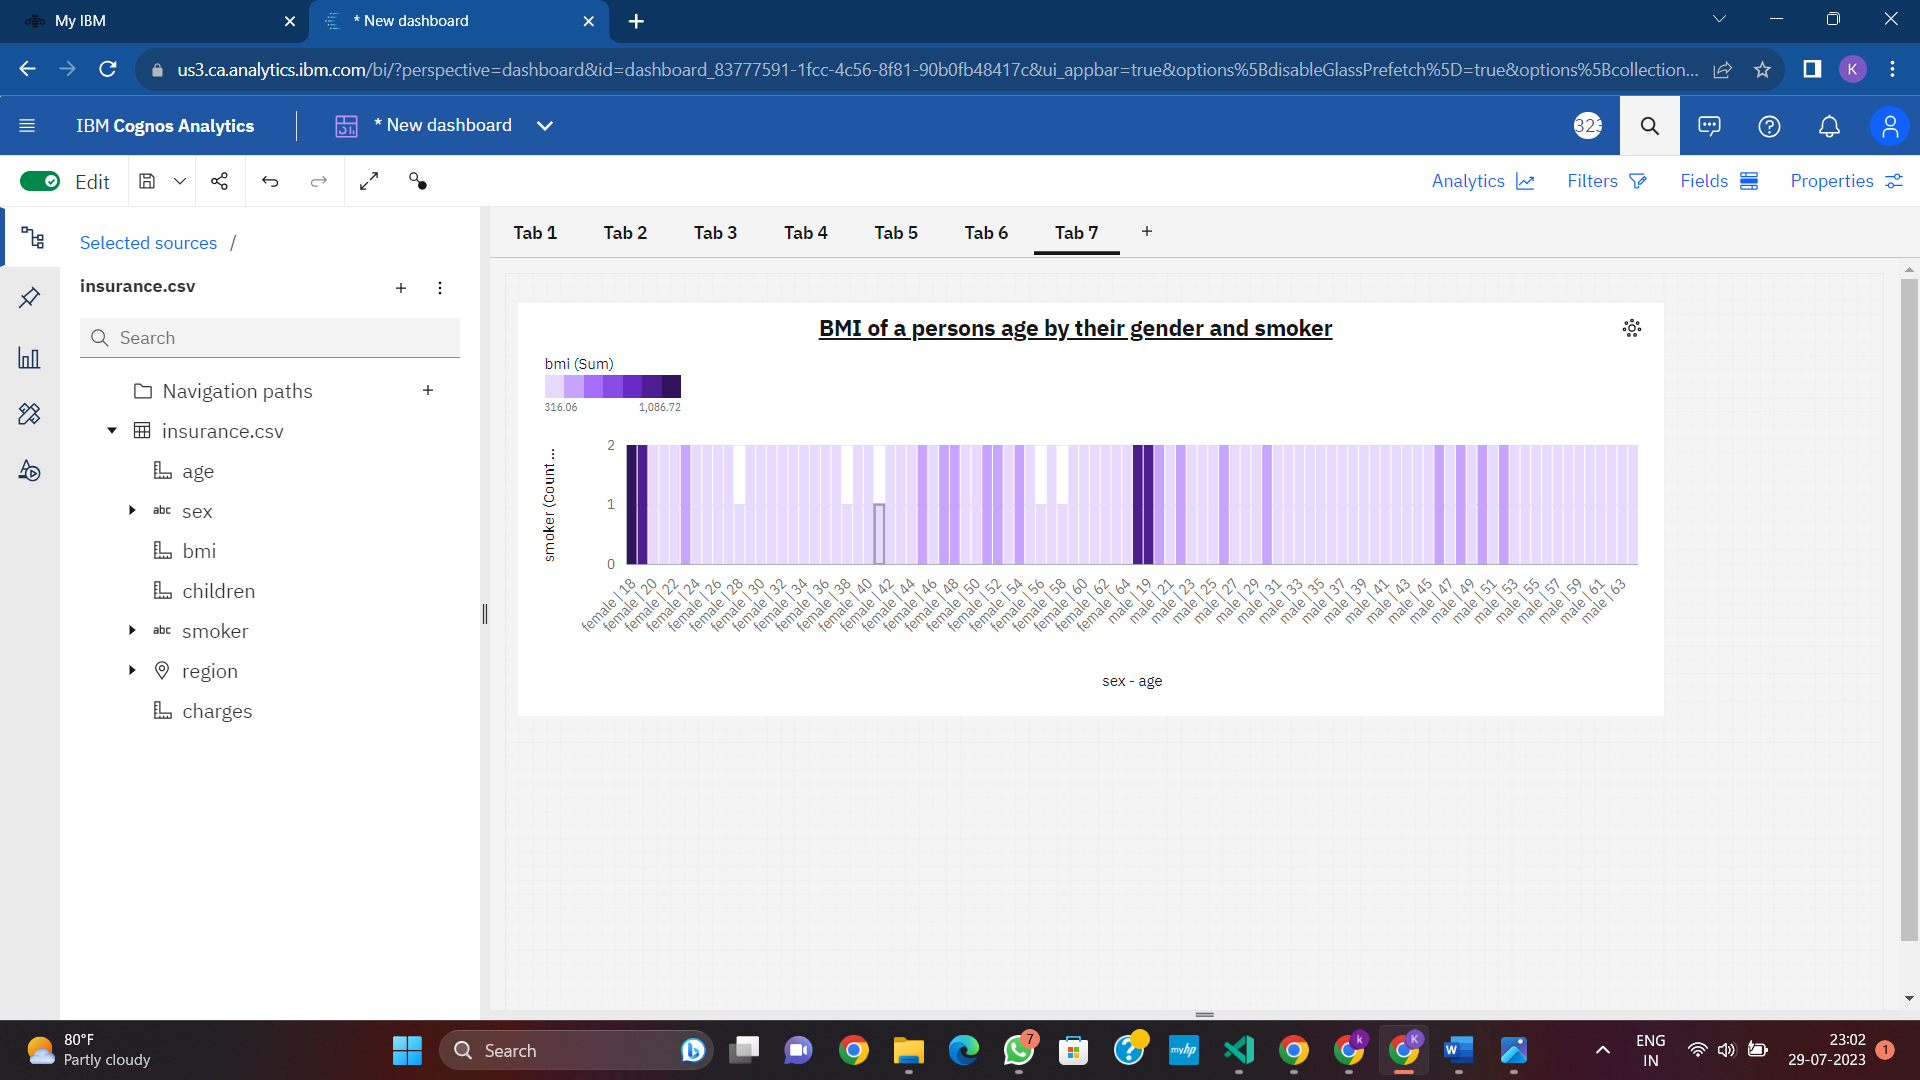 My IBM
* New dashboard
us3.ca.analytics.ibm.com/bi/?perspective=dashboard&id=dashboard_83777591-1fcc-4c56-8f81-90b0fb48417c&ui_appbar=true&options%5BdisableGlassPrefetch%5D=true&options%5Bcollection...
K
IBM Cognos Analytics
* New dashboard
323
Edit
Analytics
Filters
Fields
Properties
Selected sources /
Tab 1
Tab 2
Tab 3
Tab 4
Tab 5
Tab 6
Tab 7
insurance.csv
Search
Navigation paths
insurance.csv
age
abc sex
bmi
children
abc smoker
region
charges
BMI of a persons age by their gender and smoker
bmi (Sum)
316.06
1,086.72
smoker (Count ...
2
1
0
female | 18
female | 20
female | 22
female | 24
female | 26
female | 28
female | 30
female | 32
female | 34
female | 36
female | 38
female | 40
female | 42
female | 44
female | 46
female | 48
female | 50
female | 52
female | 54
female | 56
female | 58
female | 60
female | 62
female | 64
male | 19
male | 21
male | 23
male | 25
male | 27
male | 29
male | 31
male | 33
male | 35
male | 37
male | 39
male | 41
male | 43
male | 45
male | 47
male | 49
male | 51
male | 53
male | 55
male | 57
male | 59
male | 61
male | 63
sex - age
80°F
Partly cloudy
Search
7
myhp
k
K
ENG
IN
23:02
29-07-2023
1